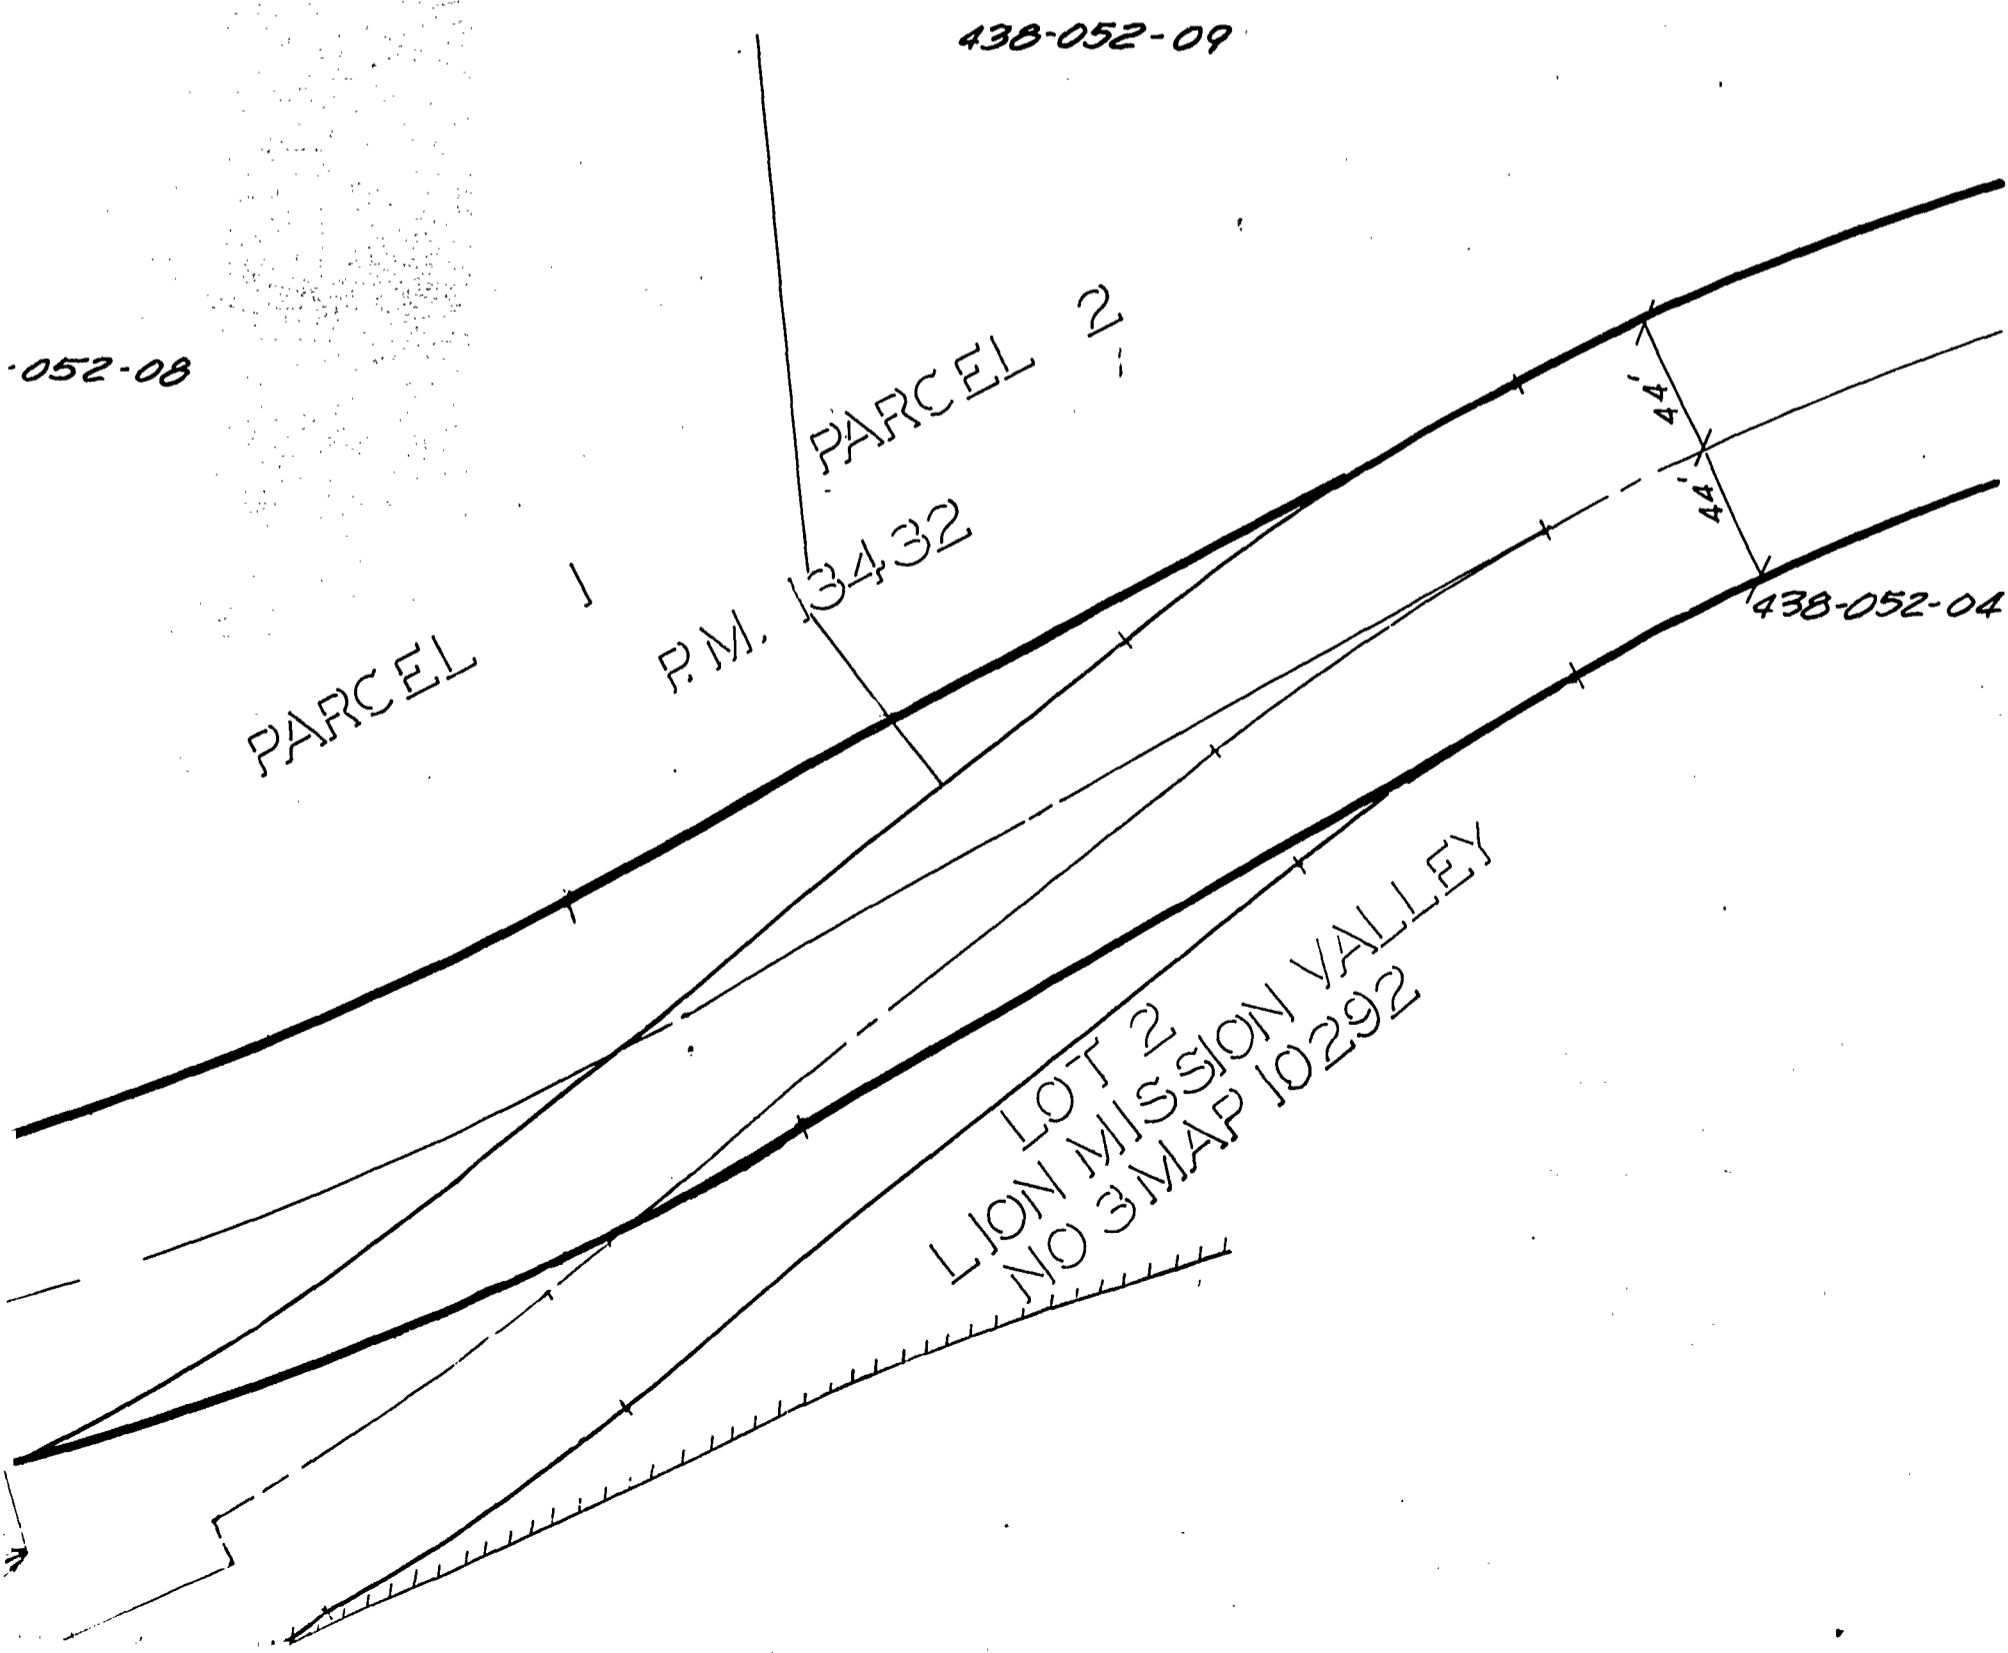 438-052-09
-052-08
PARCEL 2
44'
44'
438-052-04
PARCEL 1
P.M. 13432
LOT 2
LION MISSION VALLEY
NO 3 MAP 10292